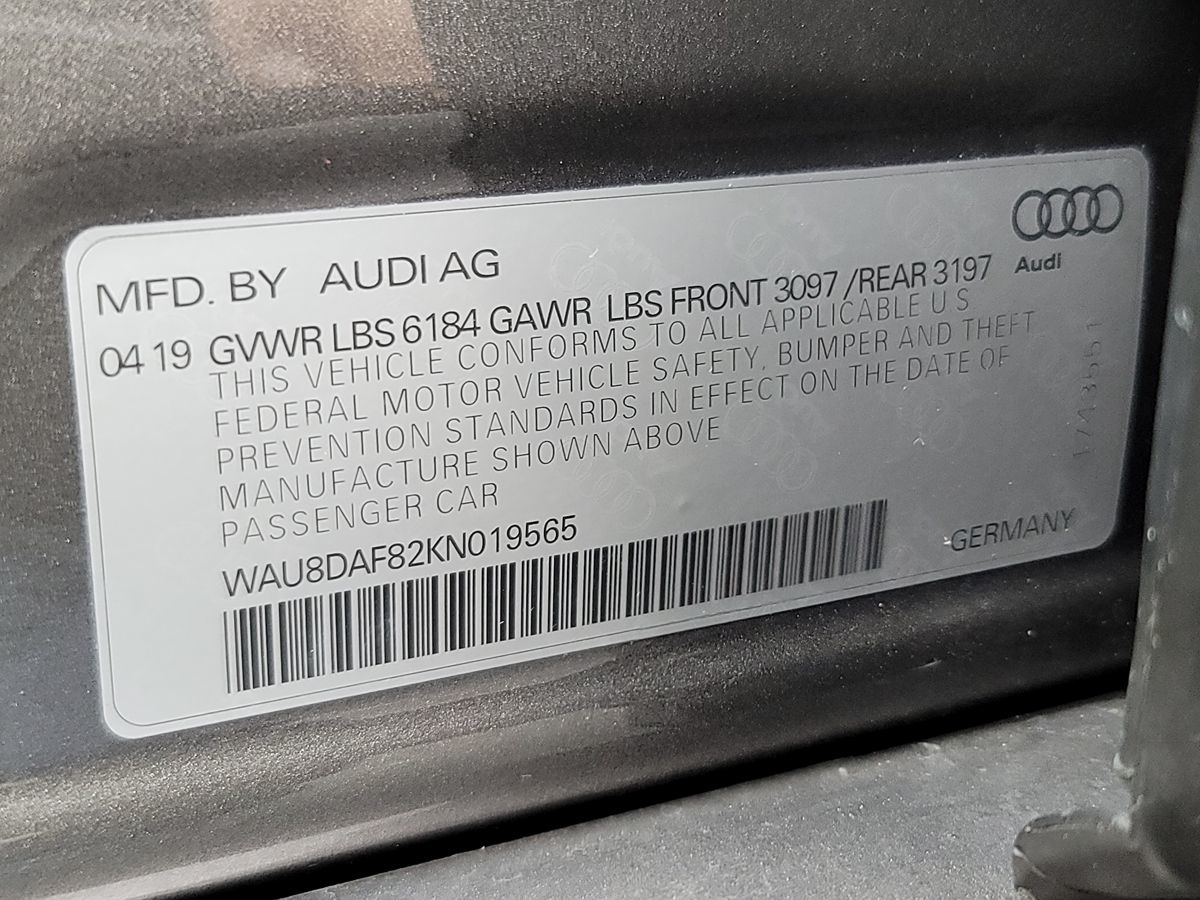 MFD. BY AUDI AG
04 19 GVWR LBS 6184 GAWR LBS FRONT 3097 /REAR 3197
THIS VEHICLE CONFORMS TO ALL APPLICABLE U S
FEDERAL MOTOR VEHICLE SAFETY, BUMPER AND THEFT
PREVENTION STANDARDS IN EFFECT ON THE DATE OF
MANUFACTURE SHOWN ABOVE
PASSENGER CAR
WAU8DAF82KN019565
GERMANY
Audi